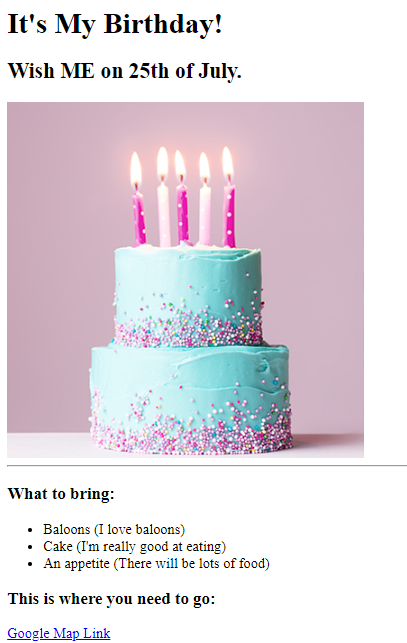 It's My Birthday!
Wish ME on 25th of July.
What to bring:
Baloons (I love baloons)
Cake (I'm really good at eating)
An appetite (There will be lots of food)
This is where you need to go:
Google Map Link